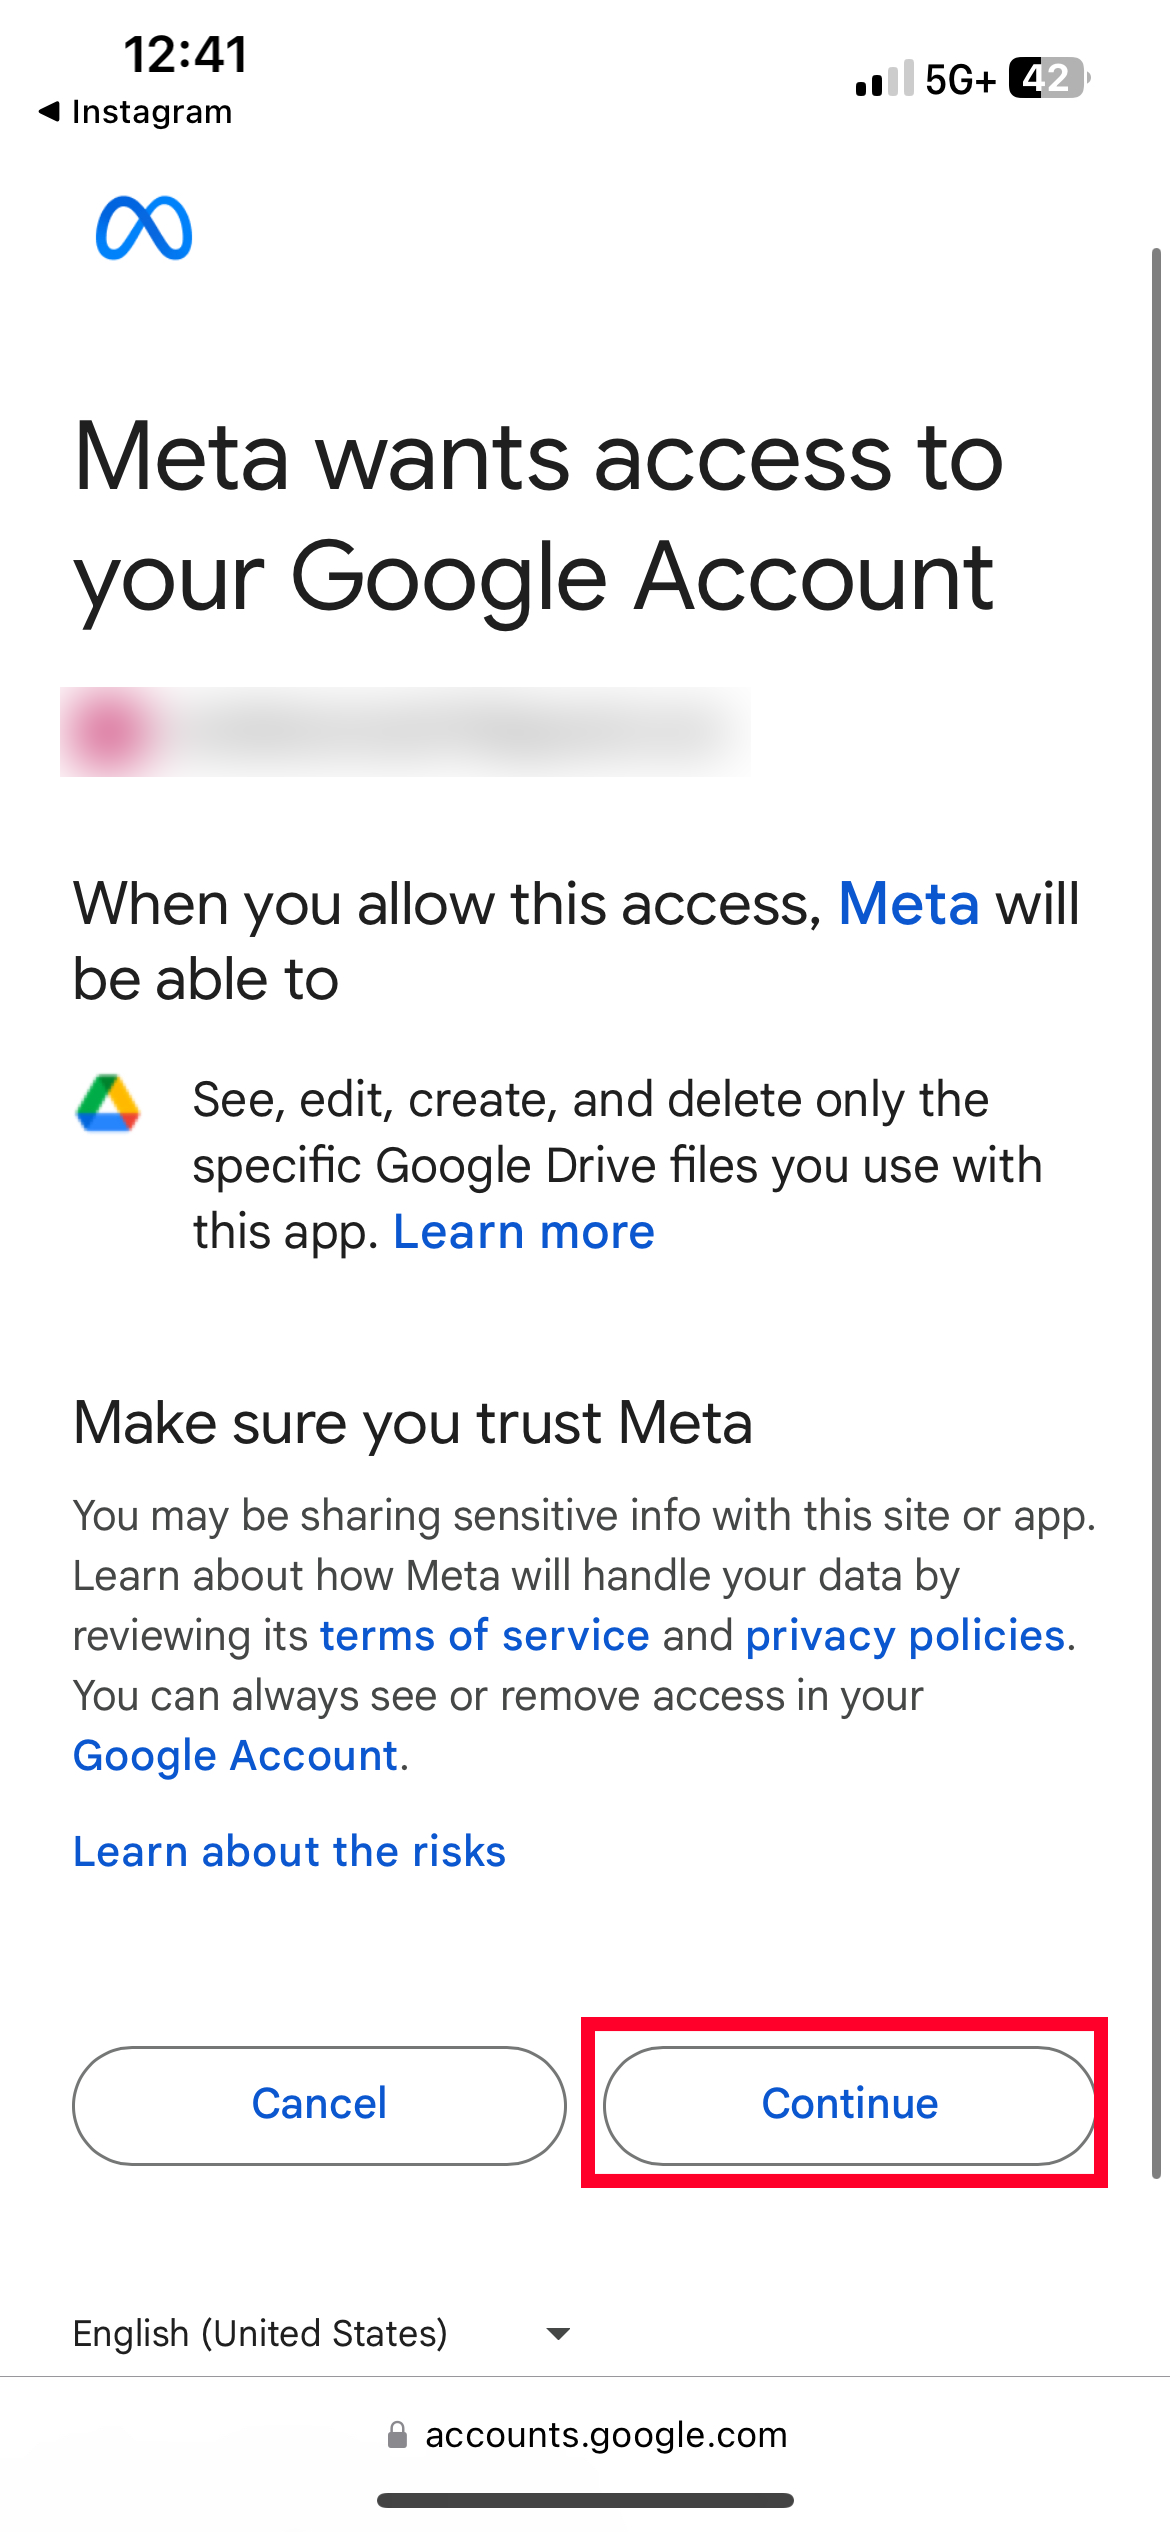 12:41
5G+ 42
◀ Instagram
Meta wants access to
your Google Account
When you allow this access, Meta will
be able to
See, edit, create, and delete only the
specific Google Drive files you use with
this app. Learn more
Make sure you trust Meta
You may be sharing sensitive info with this site or app.
Learn about how Meta will handle your data by
reviewing its terms of service and privacy policies.
You can always see or remove access in your
Google Account.
Learn about the risks
Cancel
Continue
English (United States)
accounts.google.com